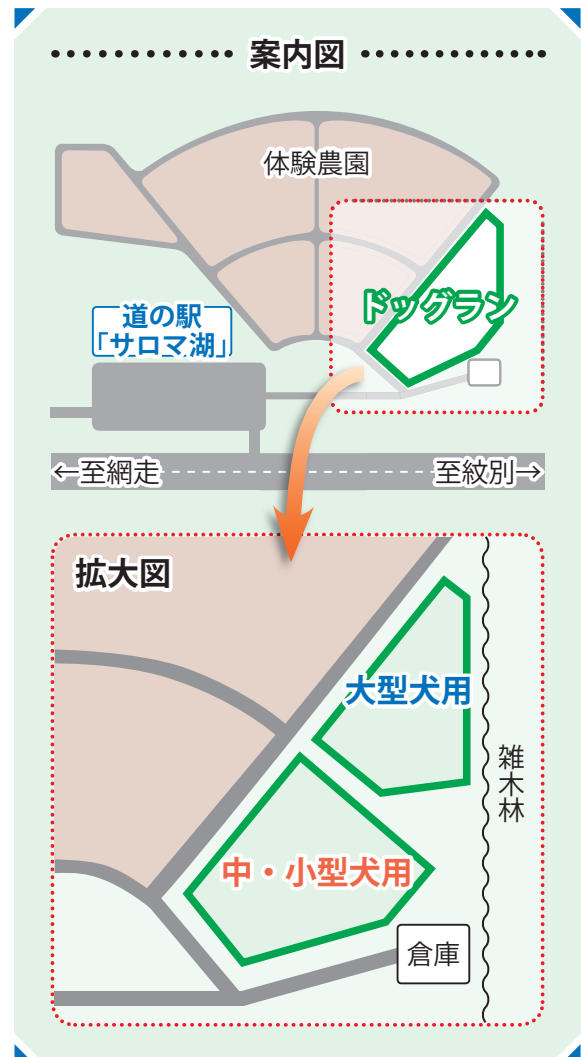 案内図
体験農園
ドッグラン
道の駅
「サロマ湖」
←至網走
至紋別→
拡大図
大型犬用
雑木林
中・小型犬用
倉庫